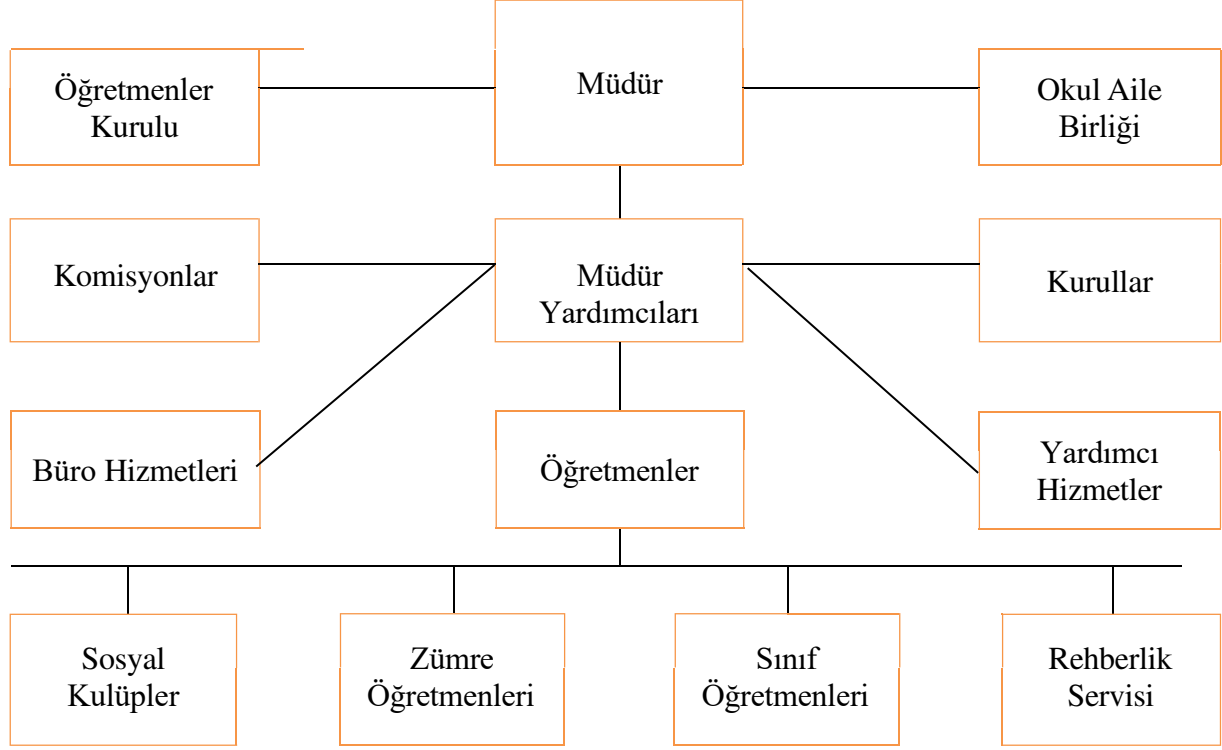 Öğretmenler
Kurulu
Müdür
Okul Aile
Birliği
Komisyonlar
Müdür
Yardımcıları
Kurullar
Büro Hizmetleri
Öğretmenler
Yardımcı
Hizmetler
Sosyal
Kulüpler
Zümre
Öğretmenleri
Sınıf
Öğretmenleri
Rehberlik
Servisi